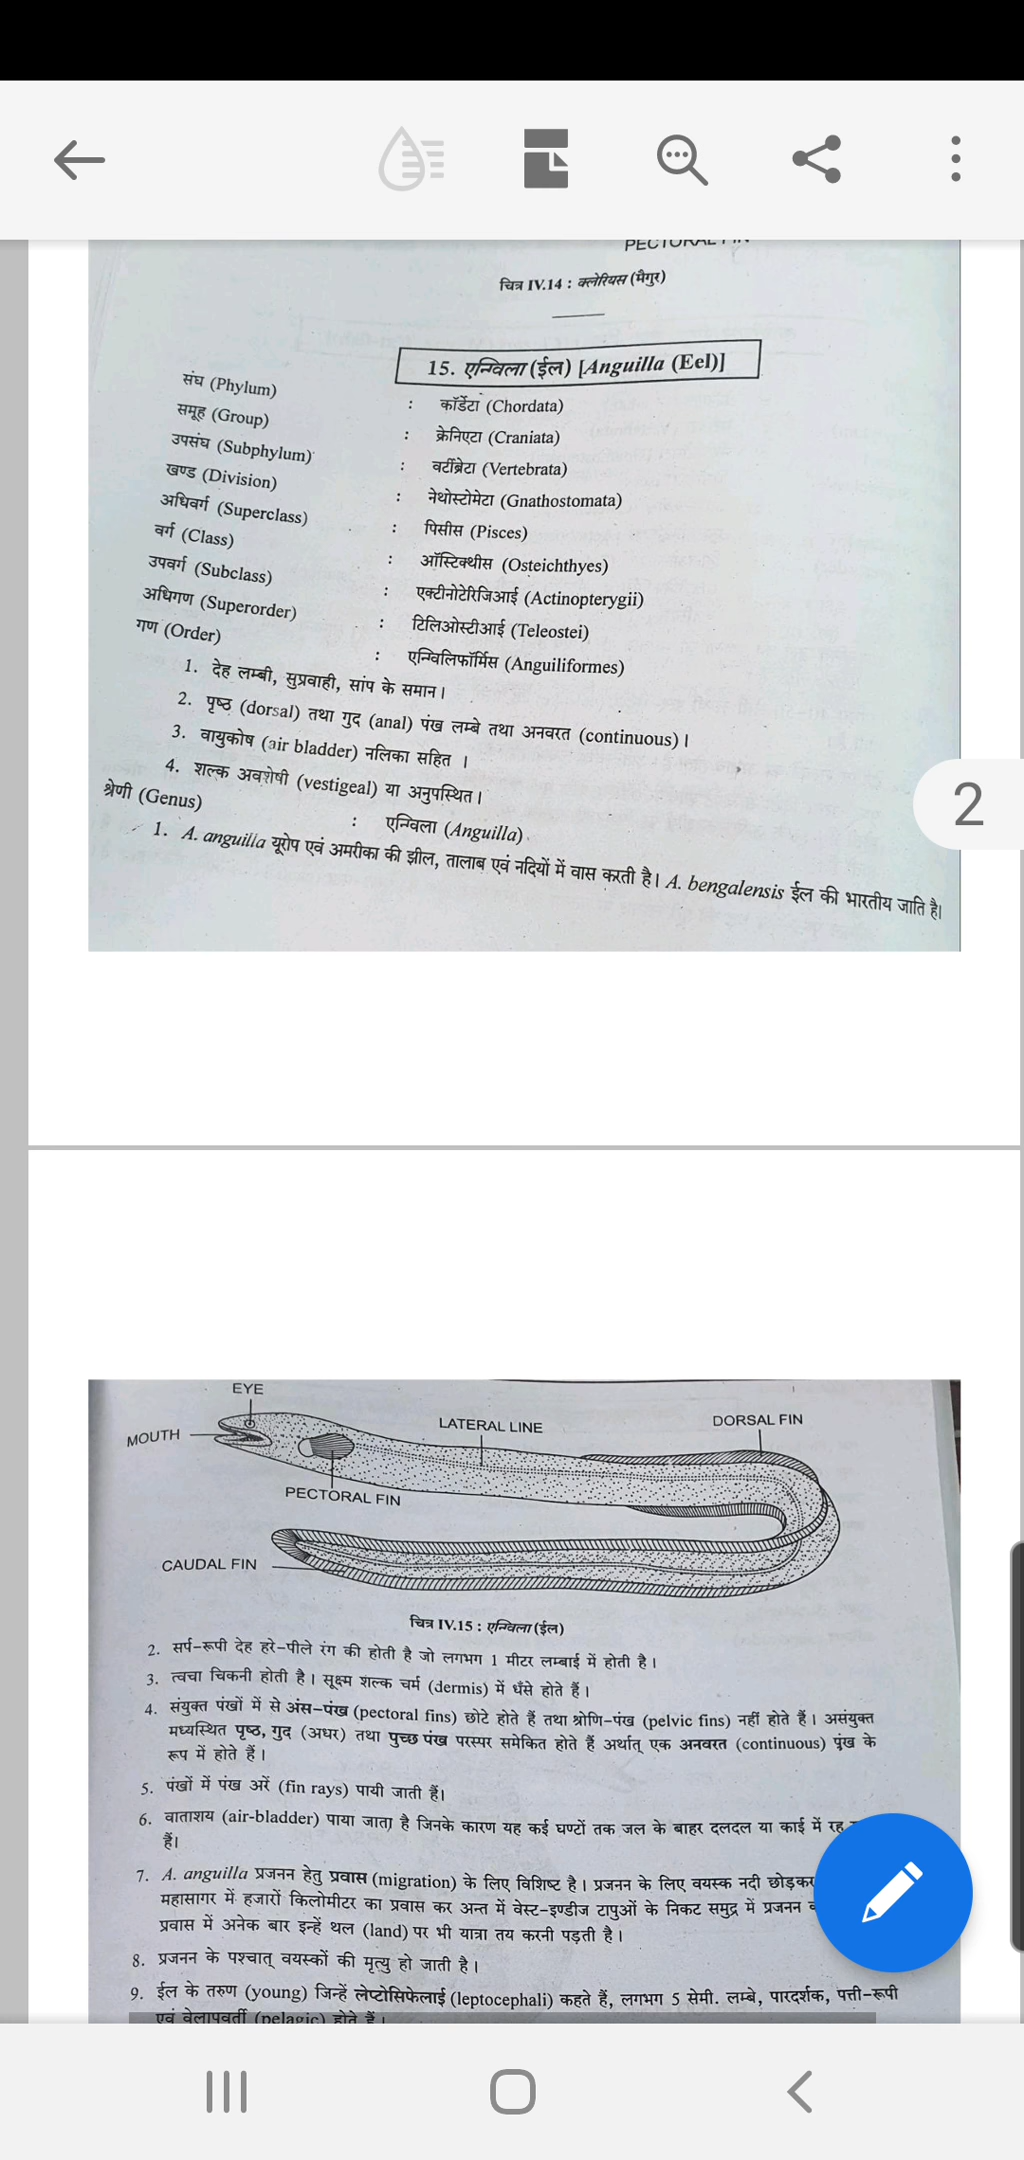 चित्र IV.14 : क्लेरियस (मैगुर)
15. एन्ग्विला (ईल) [Anguilla (Eel)]
संघ (Phylum) : कॉर्डेटा (Chordata)
समूह (Group) : क्रेनिएटा (Craniata)
उपसंघ (Subphylum) : वर्टीब्रेटा (Vertebrata)
खण्ड (Division) : नेथोस्टोमेटा (Gnathostomata)
अधिवर्ग (Superclass) : पिसीस (Pisces)
वर्ग (Class) : ऑस्टिक्थीस (Osteichthyes)
उपवर्ग (Subclass) : एक्टीनोटेरिजिआई (Actinopterygii)
अधिगण (Superorder) : टिलिओस्टीआई (Teleostei)
गण (Order) : एन्ग्विलिफॉर्मिस (Anguiliformes)
1. देह लम्बी, सुप्रवाही, सांप के समान।
2. पृष्ठ (dorsal) तथा गुद (anal) पंख लम्बे तथा अनवरत (continuous)।
3. वायुकोष (air bladder) नलिका सहित ।
4. शल्क अवशेषी (vestigeal) या अनुपस्थित।
श्रेणी (Genus) : एन्ग्विला (Anguilla)
1. A. anguilla यूरोप एवं अमरीका की झील, तालाब एवं नदियों में वास करती है। A. bengalensis ईल की भारतीय जाति है।
2
EYE
MOUTH
LATERAL LINE
DORSAL FIN
PECTORAL FIN
CAUDAL FIN
चित्र IV.15 : एन्ग्विला (ईल)
2. सर्प-रूपी देह हरे-पीले रंग की होती है जो लगभग 1 मीटर लम्बाई में होती है।
3. त्वचा चिकनी होती है। सूक्ष्म शल्क चर्म (dermis) में धँसे होते हैं।
4. संयुक्त पंखों में से अंस-पंख (pectoral fins) छोटे होते हैं तथा श्रोणि-पंख (pelvic fins) नहीं होते हैं। असंयुक्त
मध्यस्थित पृष्ठ, गुद (अधर) तथा पुच्छ पंख परस्पर समेकित होते हैं अर्थात् एक अनवरत (continuous) पंख के
रूप में होते हैं।
5. पंखों में पंख अरें (fin rays) पायी जाती हैं।
6. वाताशय (air-bladder) पाया जाता है जिनके कारण यह कई घण्टों तक जल के बाहर दलदल या काई में रह
हैं।
7. A. anguilla प्रजनन हेतु प्रवास (migration) के लिए विशिष्ट है। प्रजनन के लिए वयस्क नदी छोड़कर
महासागर में हजारों किलोमीटर का प्रवास कर अन्त में वेस्ट-इण्डीज टापुओं के निकट समुद्र में प्रजनन
प्रवास में अनेक बार इन्हें थल (land) पर भी यात्रा तय करनी पड़ती है।
8. प्रजनन के पश्चात् वयस्कों की मृत्यु हो जाती है।
9. ईल के तरुण (young) जिन्हें लेप्टोसिफेलाई (leptocephali) कहते हैं, लगभग 5 सेमी. लम्बे, पारदर्शक, पत्ती-रूपी
एवं वेलापवर्ती (pelagic) होते हैं।